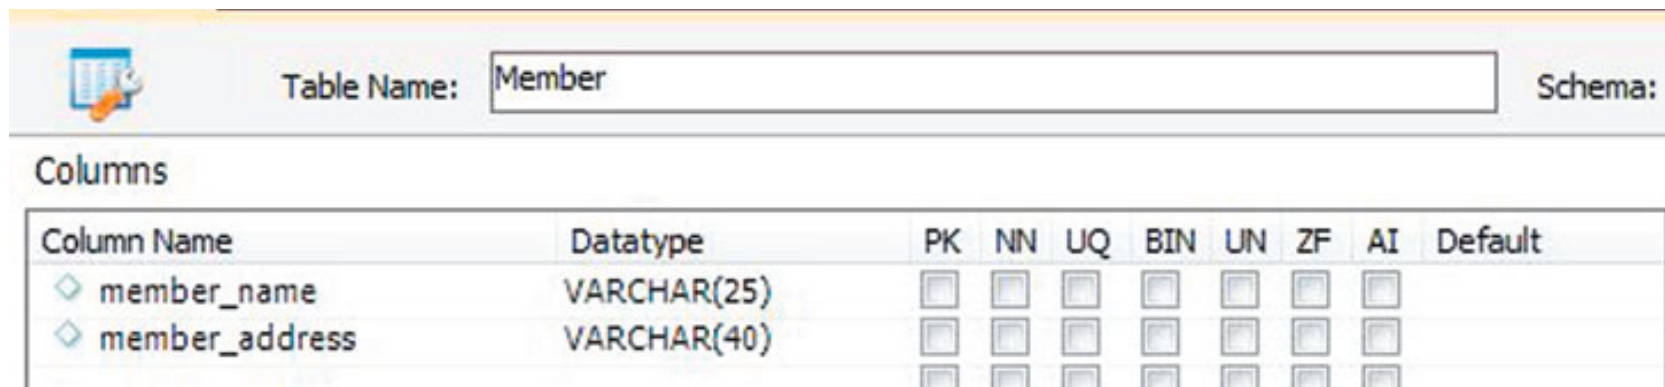 Table Name: Member Schema:
Columns
Column Name Datatype PK NN UQ BIN UN ZF AI Default
member_name VARCHAR(25)
member_address VARCHAR(40)